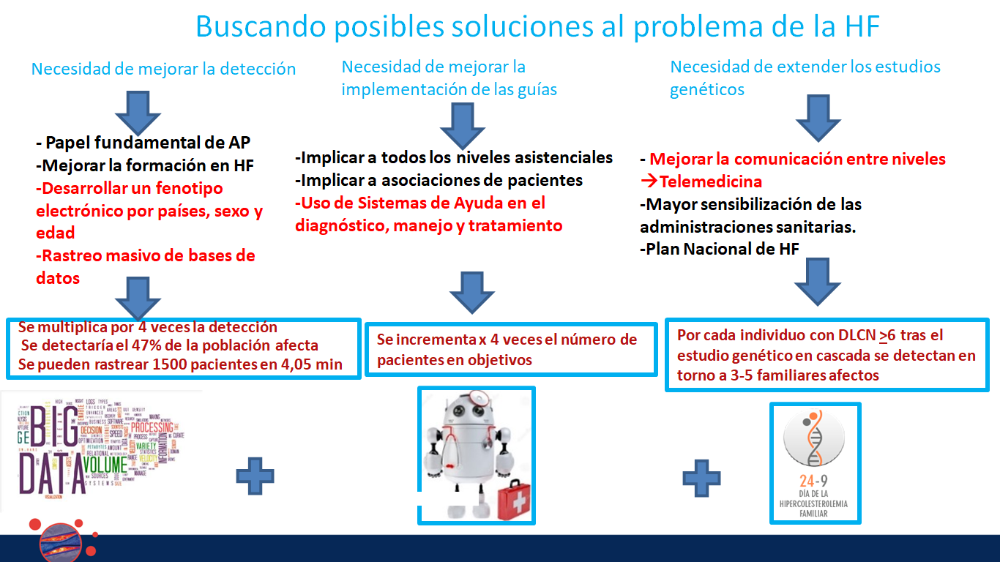 Buscando posibles soluciones al problema de la HF
Necesidad de mejorar la detección
- Papel fundamental de AP
-Mejorar la formación en HF
-Desarrollar un fenotipo
electrónico por países, sexo y
edad
-Rastreo masivo de bases de
datos
Se multiplica por 4 veces la detección
Se detectaría el 47% de la población afecta
Se pueden rastrear 1500 pacientes en 4,05 min
Necesidad de mejorar la
implementación de las guías
-Implicar a todos los niveles asistenciales
-Implicar a asociaciones de pacientes
-Uso de Sistemas de Ayuda en el
diagnóstico, manejo y tratamiento
Se incrementa x 4 veces el número de
pacientes en objetivos
Necesidad de extender los estudios
genéticos
- Mejorar la comunicación entre niveles
→Telemedicina
-Mayor sensibilización de las
administraciones sanitarias.
-Plan Nacional de HF
Por cada individuo con DLCN >6 tras el
estudio genético en cascada se detectan en
torno a 3-5 familiares afectos
BIG
DATA
VOLUME
PROCESSING
VARIETY
VELOCITY
INFORMATION
DECISION
SPEED
SOFTWARE
OPTIMIZATION
RELATIONAL
SOURCES
SYSTEMS
SIZE
24-9
DÍA DE LA
HIPERCOLESTEROLEMIA
FAMILIAR